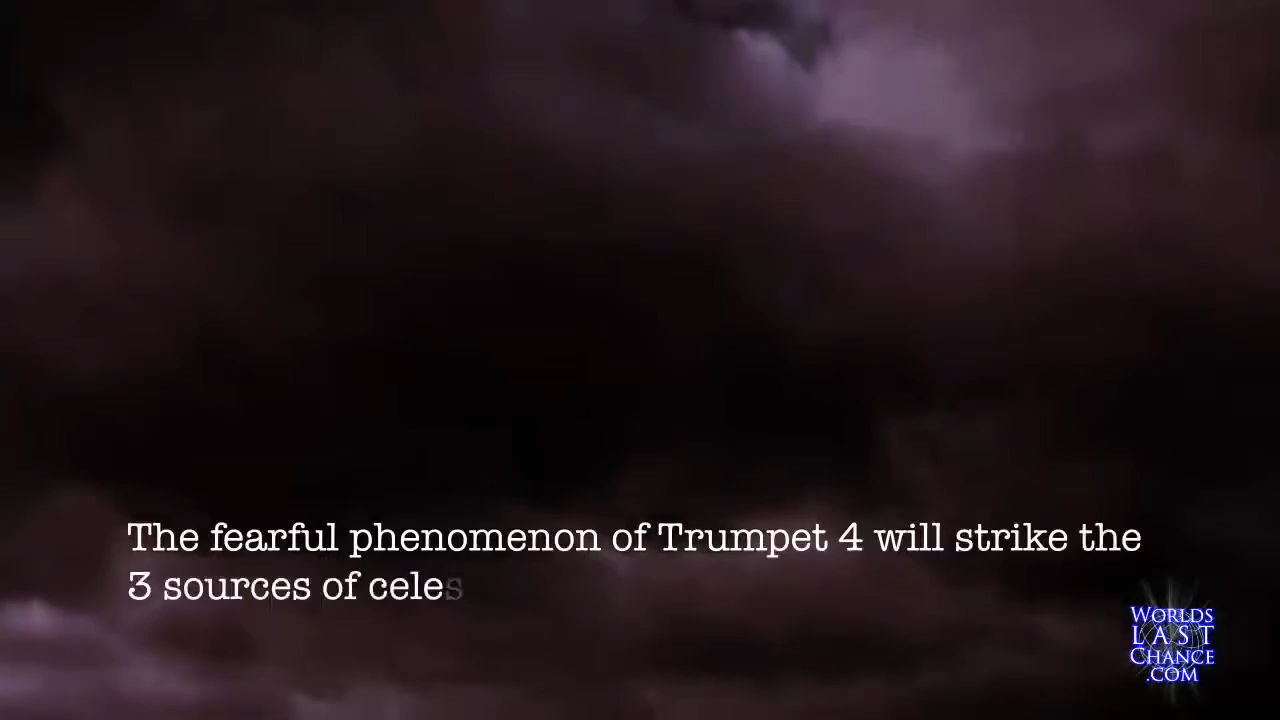 The fearful phenomenon of Trumpet 4 will strike the
3 sources of celes
WORLDS
LAST
CHANCE
.COM